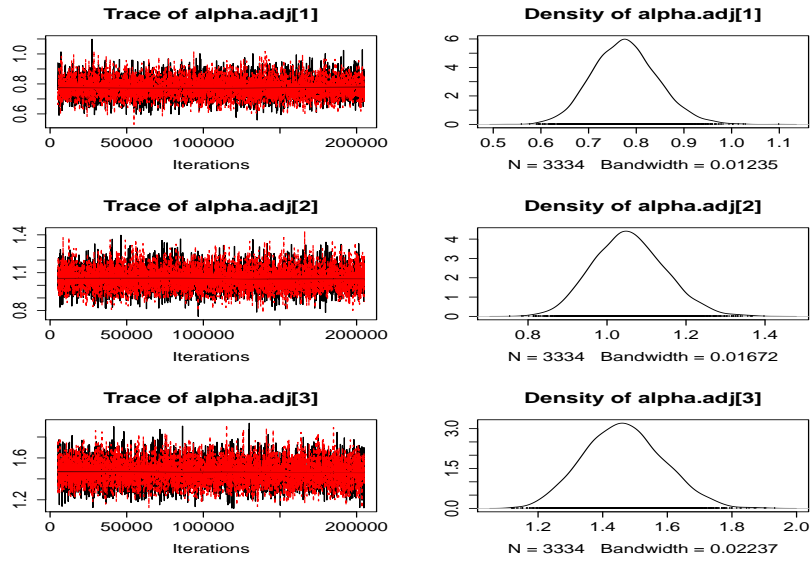 Trace of alpha.adj[1]
0.6 0.8 1.0
0 50000 100000 200000
Iterations
Density of alpha.adj[1]
0 2 4 5 6
0.5 0.6 0.7 0.8 0.9 1.0 1.1
N = 3334 Bandwidth = 0.01235
Trace of alpha.adj[2]
0.8 1.1 1.4
0 50000 100000 200000
Iterations
Density of alpha.adj[2]
0 1 2 3 4
0.8 1.0 1.2 1.4
N = 3334 Bandwidth = 0.01672
Trace of alpha.adj[3]
1.2 1.6
0 50000 100000 200000
Iterations
Density of alpha.adj[3]
0.0 1.5 3.0
1.2 1.4 1.6 1.8 2.0
N = 3334 Bandwidth = 0.02237